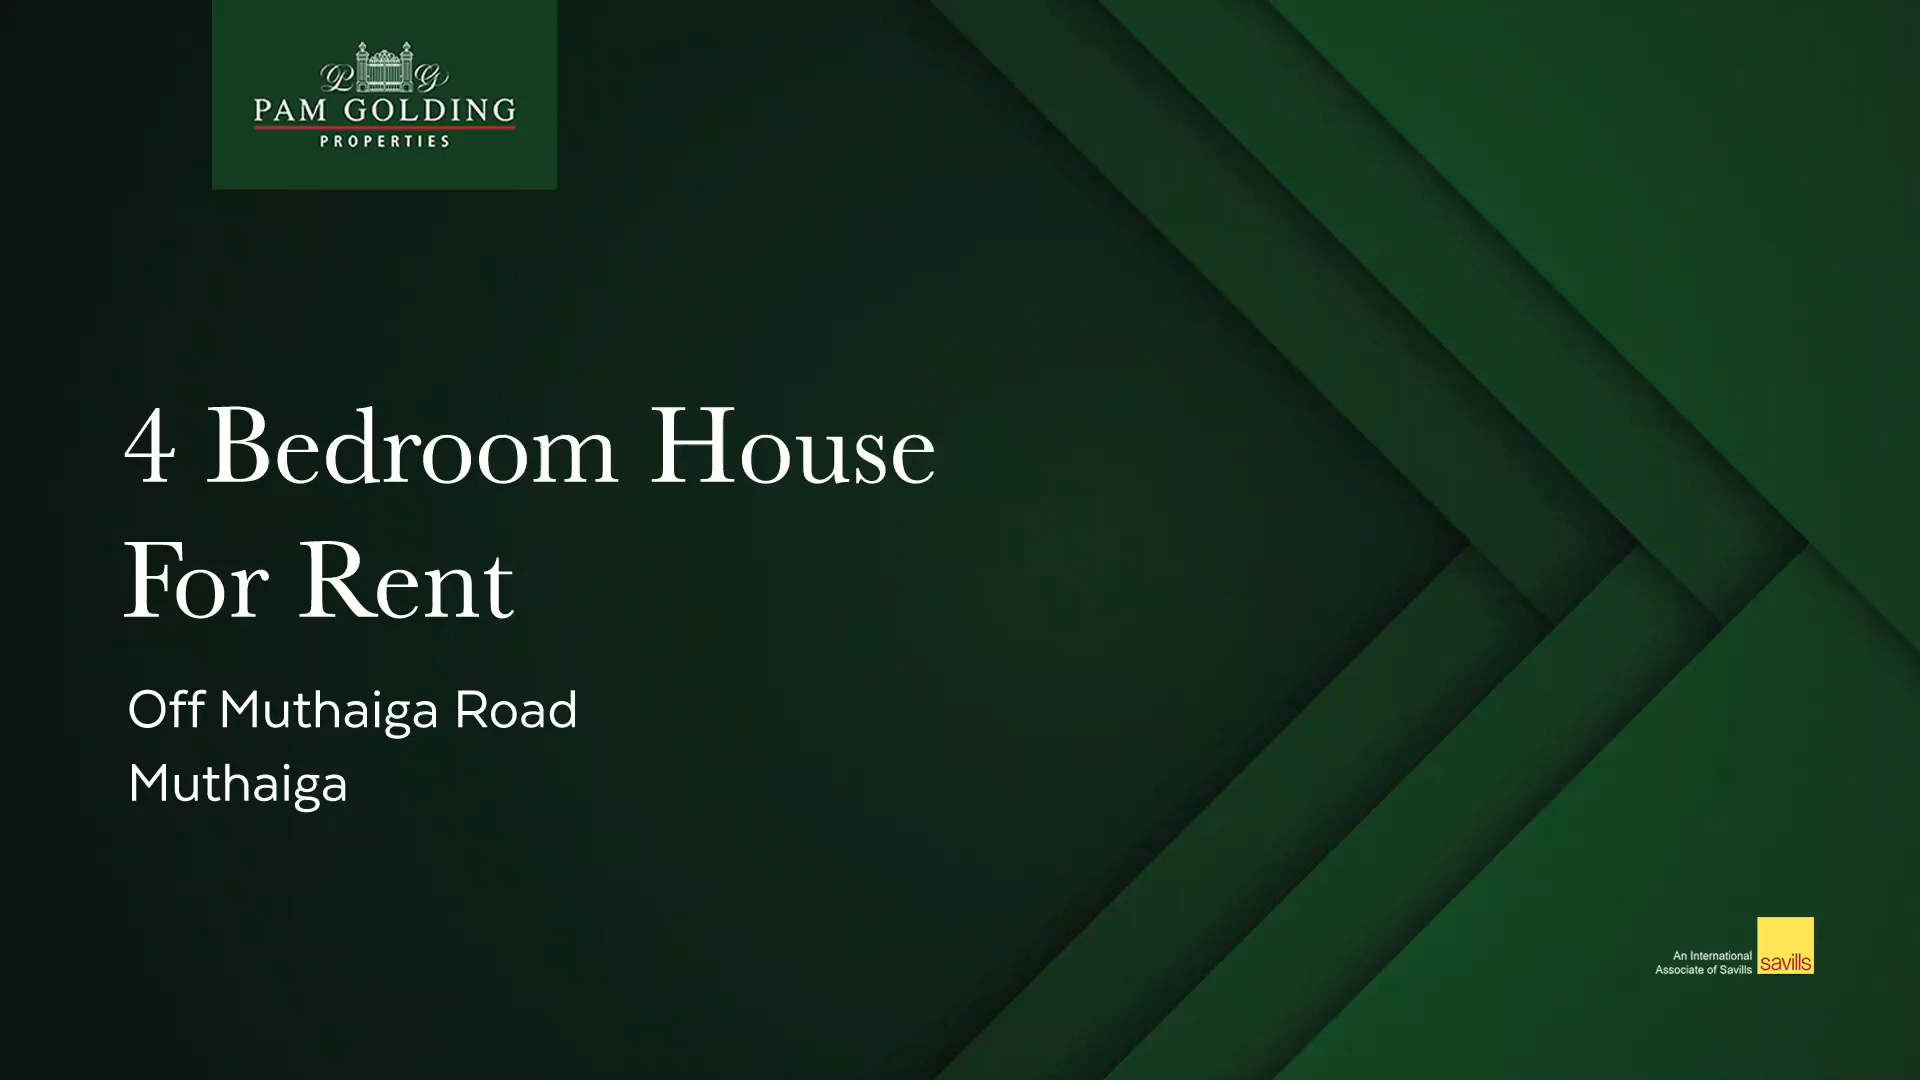 PAM GOLDING
PROPERTIES
4 Bedroom House
For Rent
Off Muthaiga Road
Muthaiga
An International
Associate of Savills
savills